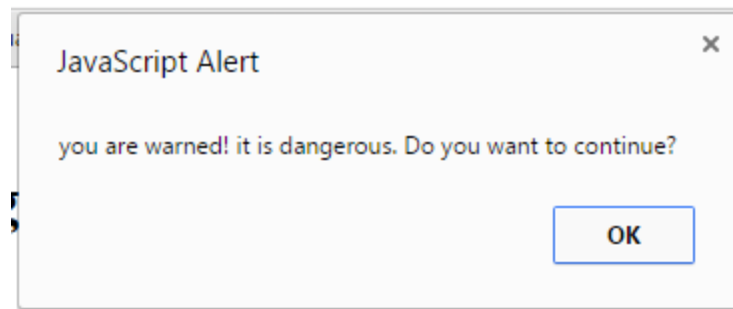 JavaScript Alert
you are warned! it is dangerous. Do you want to continue?
OK